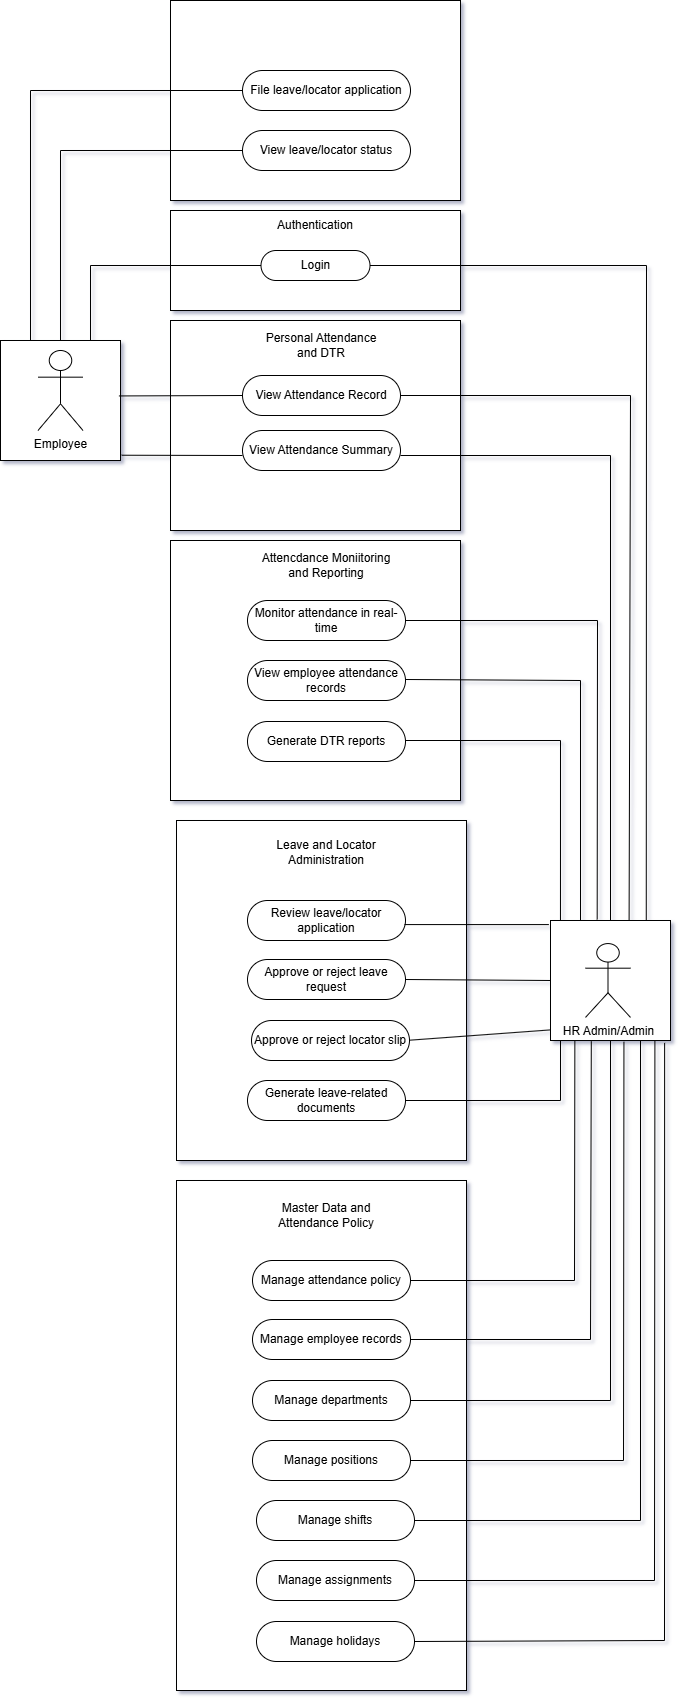 File leave/locator application
View leave/locator status
Authentication
Login
Personal Attendance
and DTR
View Attendance Record
Employee
View Attendance Summary
Attencdance Moniitoring
and Reporting
Monitor attendance in real-
time
View employee attendance
records
Generate DTR reports
Leave and Locator
Administration
Review leave/locator
application
Approve or reject leave
request
HR Admin/Admin
Approve or reject locator slip
Generate leave-related
documents
Master Data and
Attendance Policy
Manage attendance policy
Manage employee records
Manage departments
Manage positions
Manage shifts
Manage assignments
Manage holidays